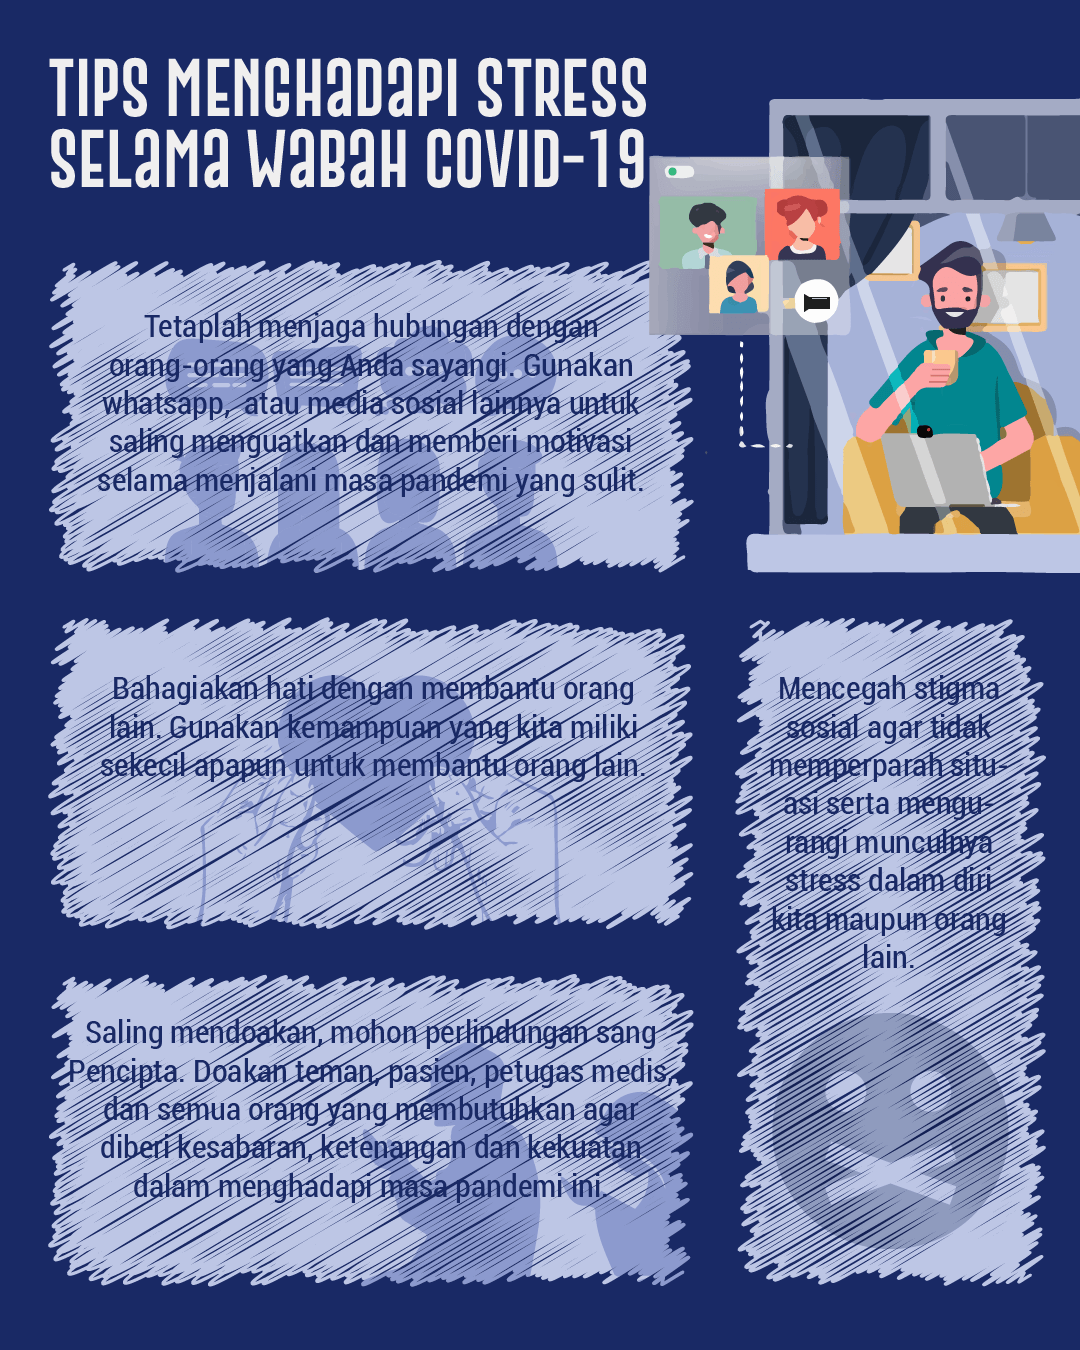 TIPS MENGHADAPI STRESS
SELAMA WABAH COVID-19
Tetaplah menjaga hubungan dengan
orang-orang yang Anda sayangi. Gunakan
whatsapp, atau media sosial lainnya untuk
saling menguatkan dan memberi motivasi
selama menjalani masa pandemi yang sulit.
Bahagiakan hati dengan membantu orang
lain. Gunakan kemampuan yang kita miliki
sekecil apapun untuk membantu orang lain.
Mencegah stigma
sosial agar tidak
memperparah situ-
asi serta mengu-
rangi munculnya
stress dalam diri
kita maupun orang
lain.
Saling mendoakan, mohon perlindungan sang
Pencipta. Doakan teman, pasien, petugas medis,
dan semua orang yang membutuhkan agar
diberi kesabaran, ketenangan dan kekuatan
dalam menghadapi masa pandemi ini.